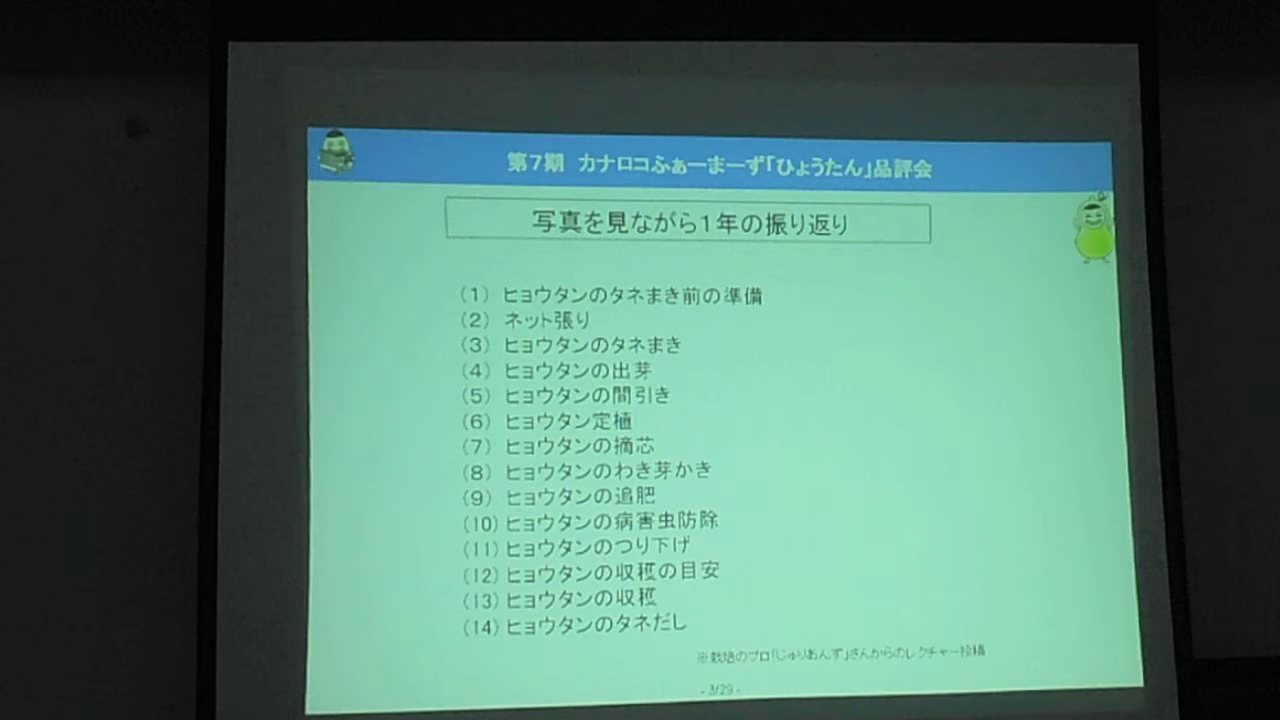 第7期 カナロコふぁーまーず「ひょうたん」品評会
写真を見ながら1年の振り返り
(1) ヒョウタンのタネまき前の準備
(2) ネット張り
(3) ヒョウタンのタネまき
(4) ヒョウタンの出芽
(5) ヒョウタンの間引き
(6) ヒョウタン定植
(7) ヒョウタンの摘芯
(8) ヒョウタンのわき芽かき
(9) ヒョウタンの追肥
(10) ヒョウタンの病害虫防除
(11) ヒョウタンのつり下げ
(12) ヒョウタンの収穫の目安
(13) ヒョウタンの収穫
(14) ヒョウタンのタネだし
※栽培のプロ「じゅりあんず」さんからのレクチャー投稿
- 3/29 -